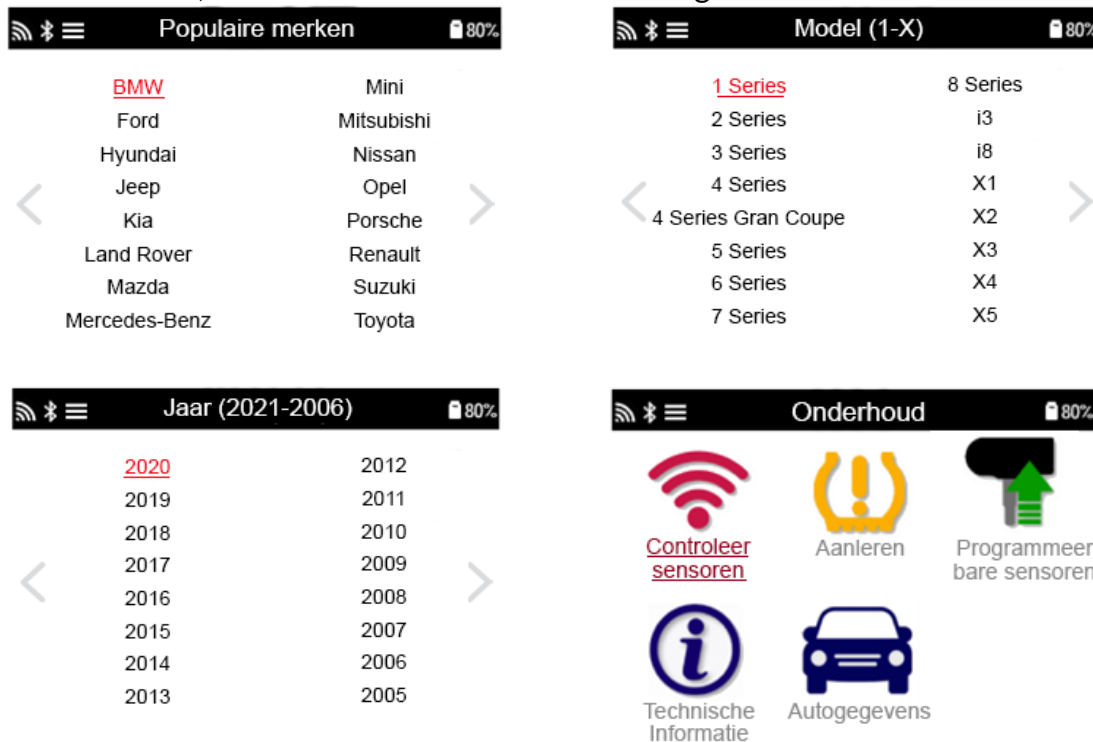 Populaire merken 80%
BMW Mini
Ford Mitsubishi
Hyundai Nissan
Jeep Opel
Kia Porsche
Land Rover Renault
Mazda Suzuki
Mercedes-Benz Toyota
Model (1-X) 80%
1 Series 8 Series
2 Series i3
3 Series i8
4 Series X1
4 Series Gran Coupe X2
5 Series X3
6 Series X4
7 Series X5
Jaar (2021-2006) 80%
2020 2012
2019 2011
2018 2010
2017 2009
2016 2008
2015 2007
2014 2006
2013 2005
Onderhoud 80%
Controleer
sensoren
Aanleren
Programmeer
bare sensoren
Technische
Informatie
Autogegevens